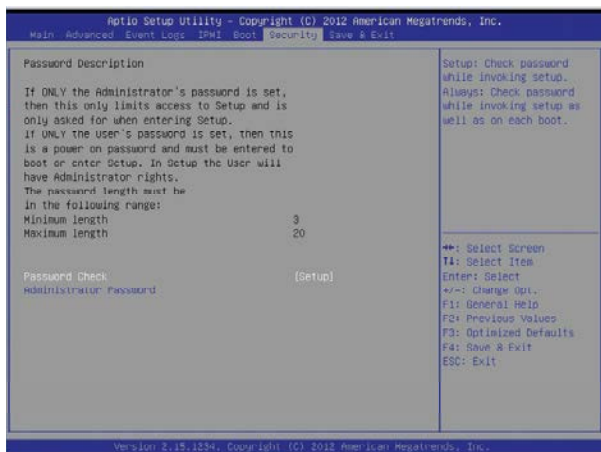 Aptio Setup Utility - Copyright (C) 2012 American Megatrends, Inc.
Main Advanced Event Logs IPMI Boot Security Save & Exit
Password Description
If ONLY the Administrator's password is set,
then this only limits access to Setup and is
only asked for when entering Setup.
If ONLY the User's password is set, then this
is a power on password and must be entered to
boot or enter Setup. In Setup the User will
have Administrator rights.
The password length must be
in the following range:
Minimum length 3
Maximum length 20
Password Check [Setup]
Administrator Password
Setup: Check password
while invoking setup.
Always: Check password
while invoking setup as
well as on each boot.
→←: Select Screen
↑↓: Select Item
Enter: Select
+/-: Change Opt.
F1: General Help
F2: Previous Values
F3: Optimized Defaults
F4: Save & Exit
ESC: Exit
Version 2.15.1234. Copyright (C) 2012 American Megatrends, Inc.